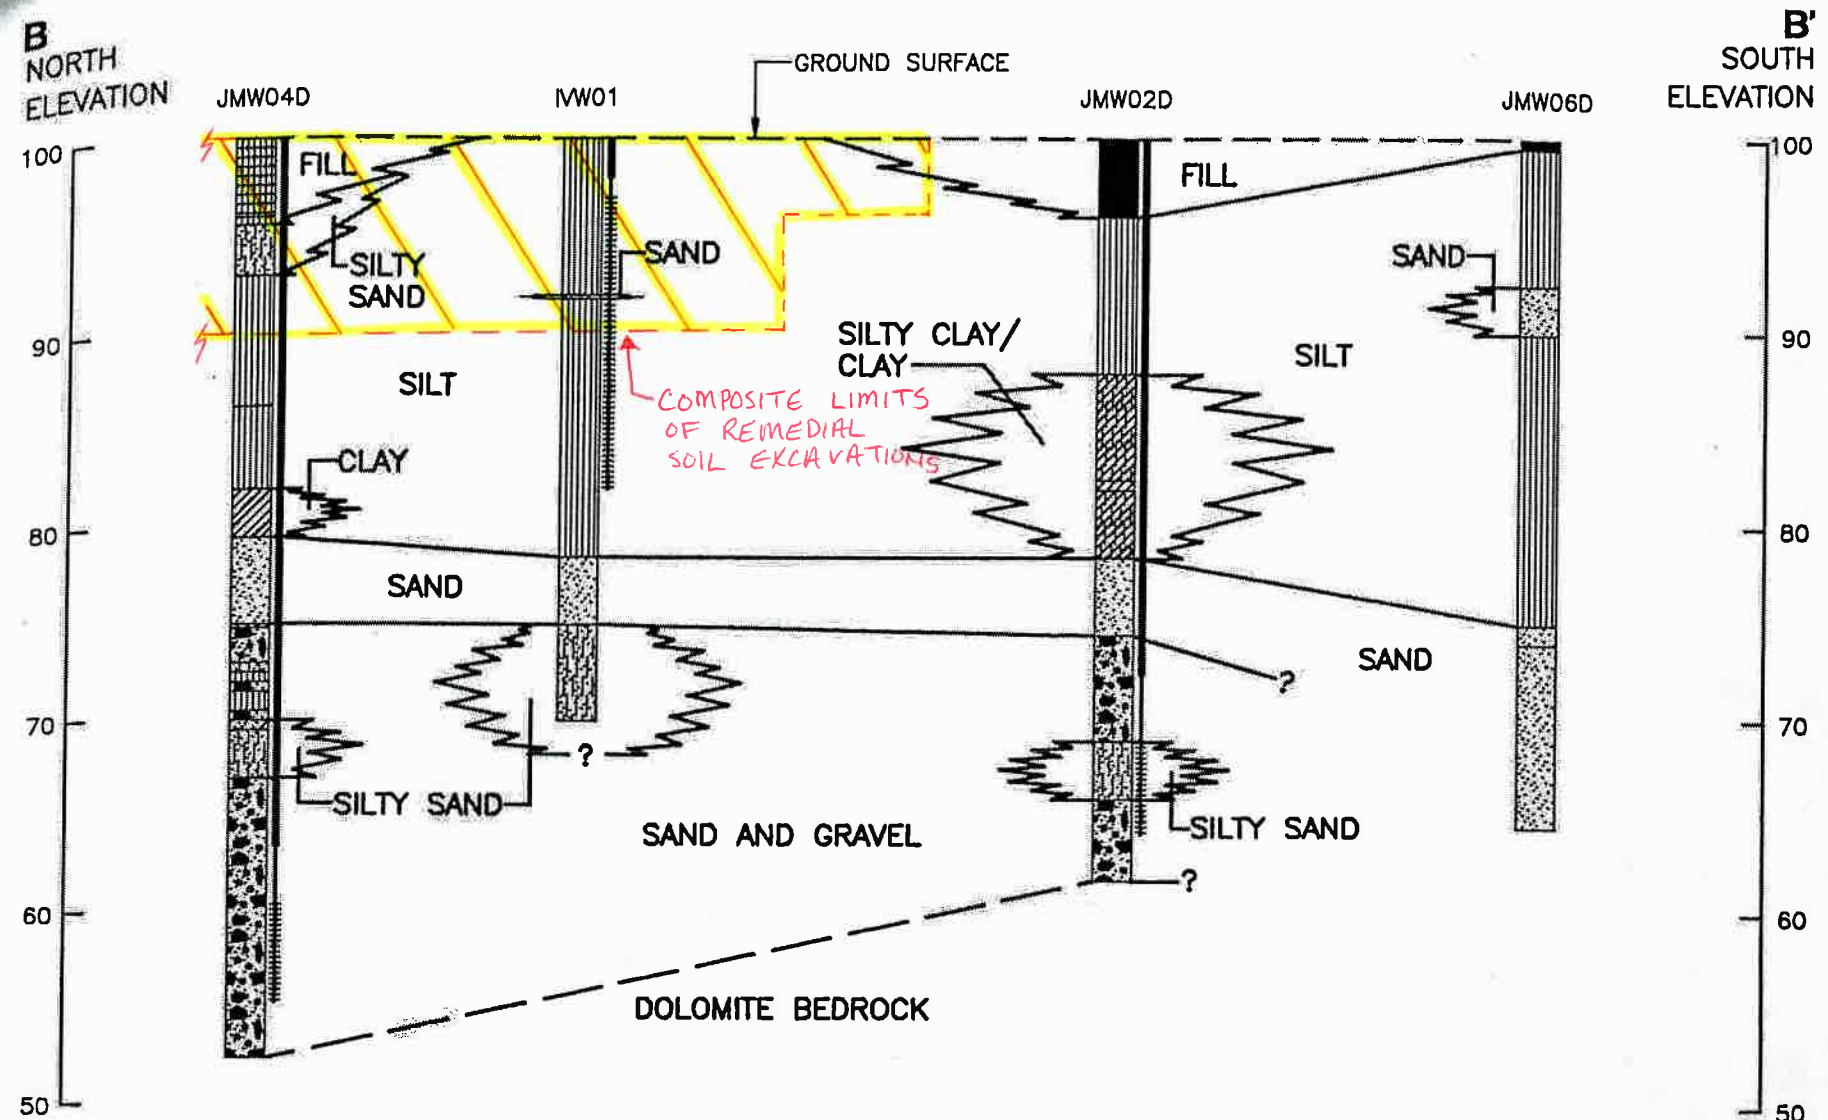 B
NORTH
ELEVATION
B'
SOUTH
ELEVATION
GROUND SURFACE
JMW04D
IVW01
JMW02D
JMW06D
100
100
FILL
FILL
SILTY
SAND
SAND
SAND
90
90
SILTY CLAY/
CLAY
SILT
SILT
COMPOSITE LIMITS
OF REMEDIAL
SOIL EXCAVATIONS
CLAY
80
80
SAND
SAND
?
70
70
?
SILTY SAND
SILTY SAND
SAND AND GRAVEL
?
60
60
DOLOMITE BEDROCK
50
50